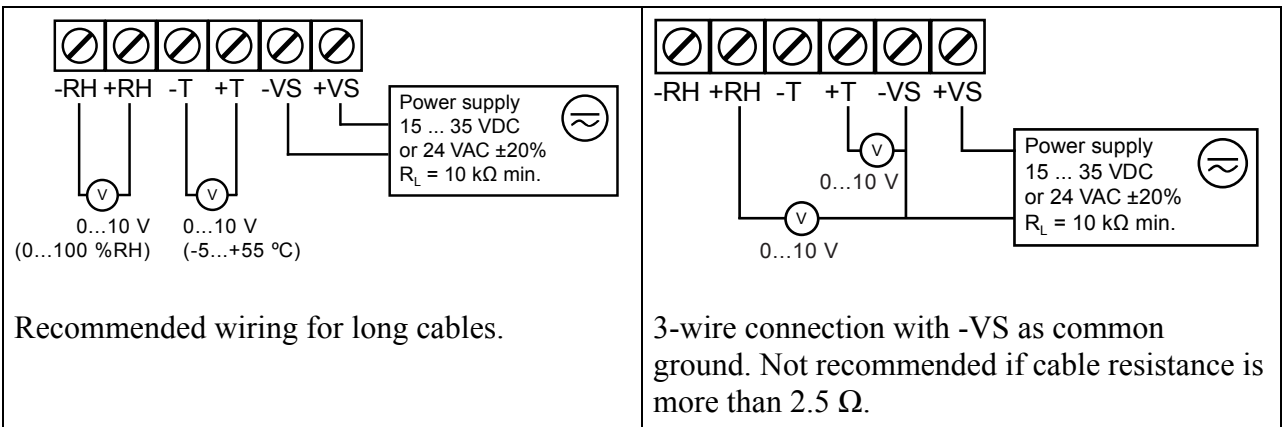 -RH +RH -T +T -VS +VS
Power supply
15 ... 35 VDC
or 24 VAC ±20%
R_L = 10 kΩ min.
V V
0...10 V 0...10 V
(0...100 %RH) (-5...+55 ºC)
Recommended wiring for long cables.
-RH +RH -T +T -VS +VS
V
0...10 V
V
0...10 V
Power supply
15 ... 35 VDC
or 24 VAC ±20%
R_L = 10 kΩ min.
3-wire connection with -VS as common
ground. Not recommended if cable resistance is
more than 2.5 Ω.